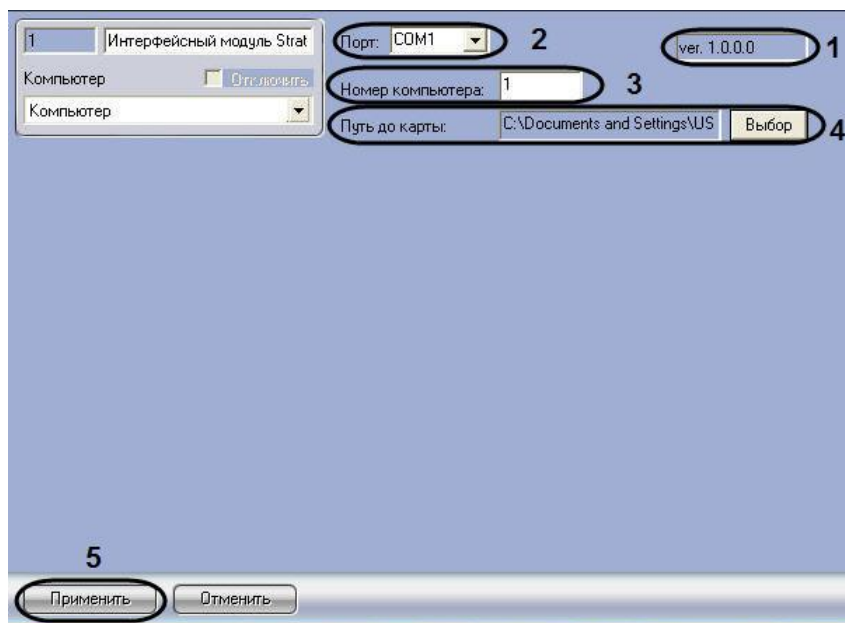 1 Интерфейсный модуль Strat
Компьютер Отключить
Компьютер
Порт: COM1 2
ver. 1.0.0.0 1
Номер компьютера: 1 3
Путь до карты: C:\Documents and Settings\US Выбор 4
5
Применить Отменить